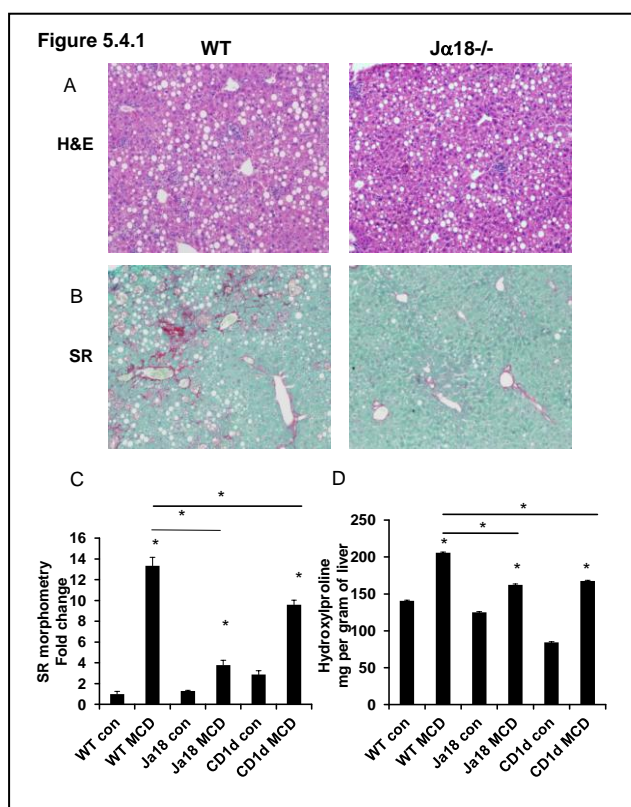 Figure 5.4.1
WT
Jα18-/-
A
H&E
B
SR
C
D
*
*
*
*
*
SR morphometry
Fold change
16
14
12
10
8
6
4
2
0
WT con
WT MCD
Ja18 con
Ja18 MCD
CD1d con
CD1d MCD
*
*
*
*
*
Hydroxylproline
mg per gram of liver
250
200
150
100
50
0
WT con
WT MCD
Ja18 con
Ja18 MCD
CD1d con
CD1d MCD